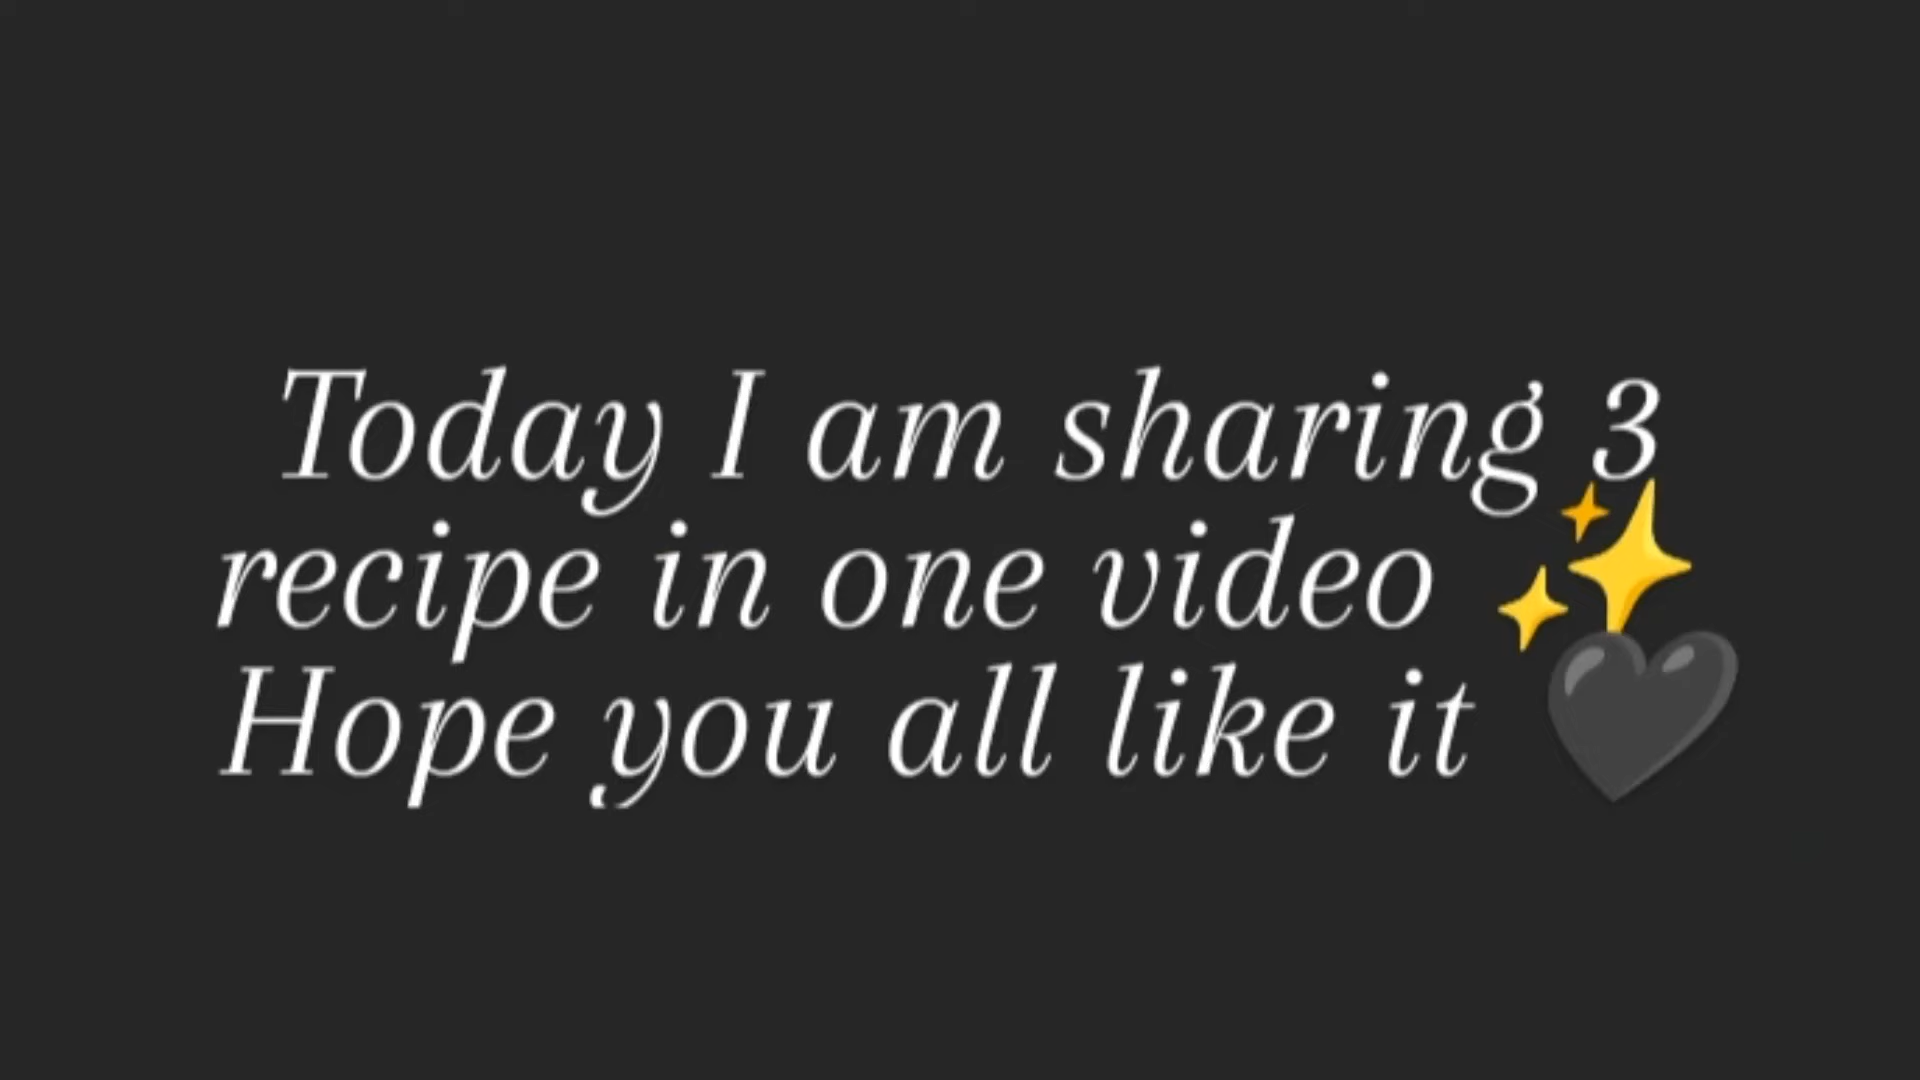 Today I am sharing 3
recipe in one video ✨
Hope you all like it 🖤